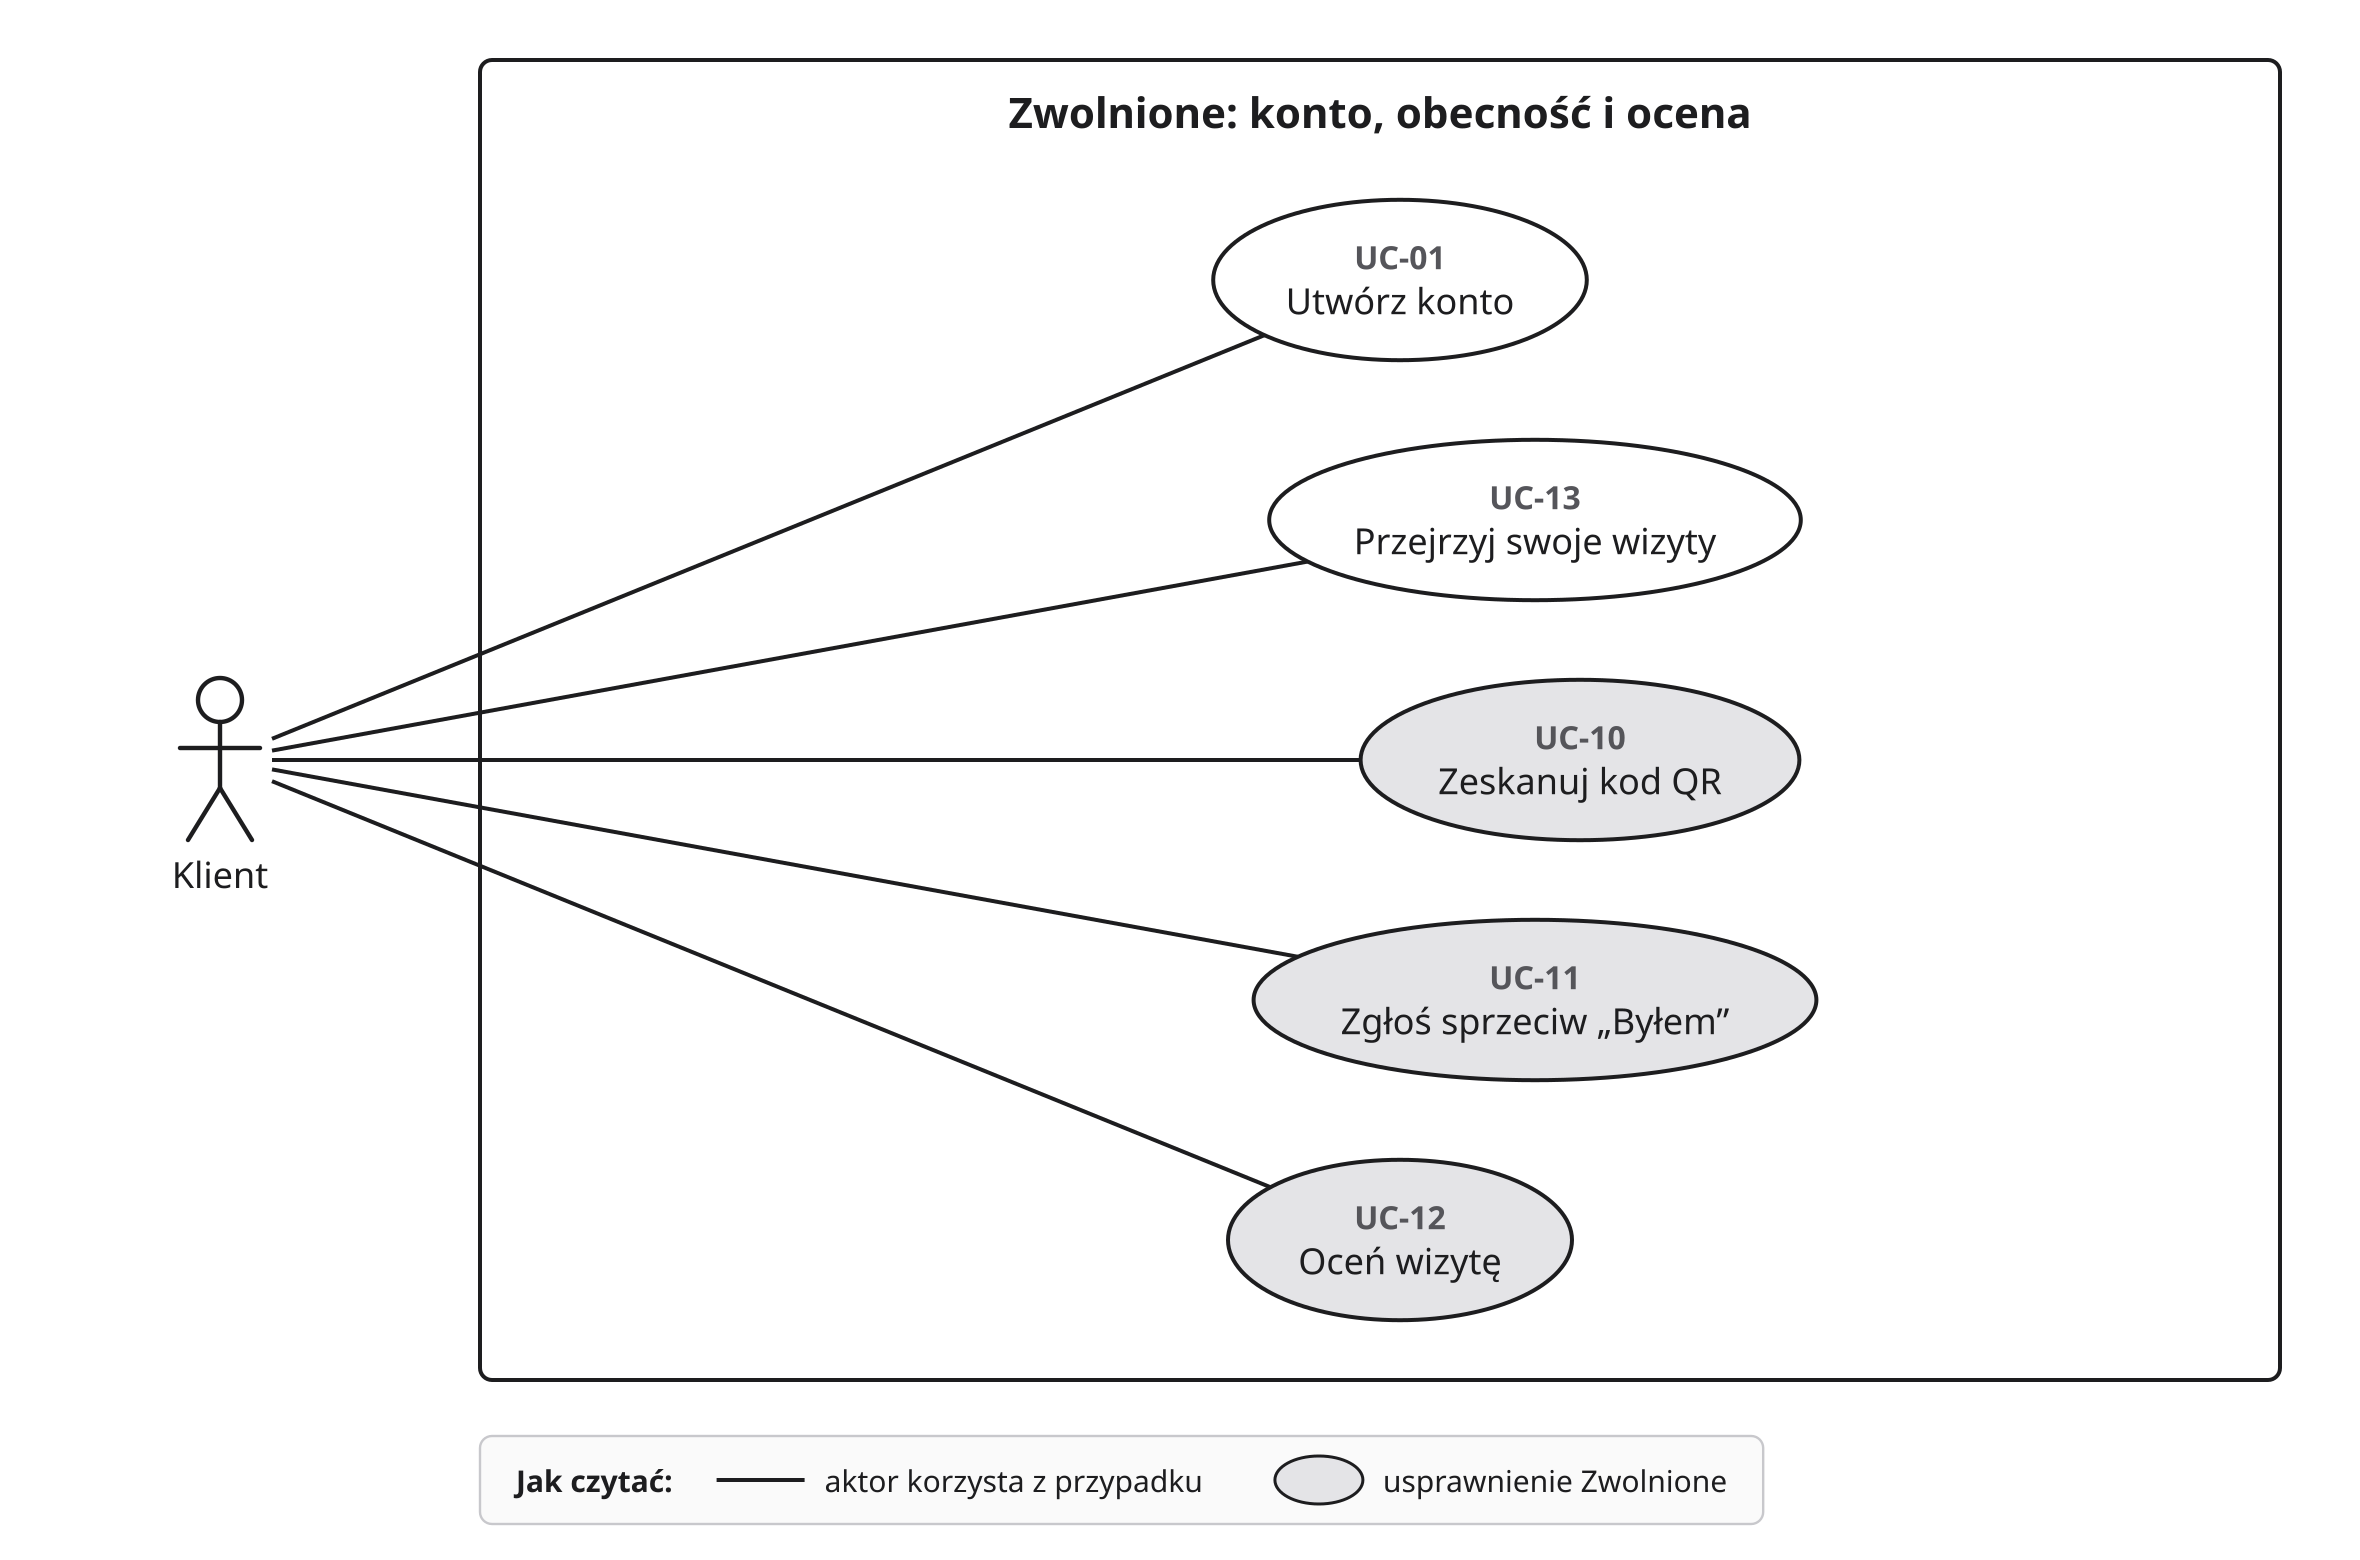 Zwolnione: konto, obecność i ocena
UC-01
Utwórz konto
UC-13
Przejrzyj swoje wizyty
UC-10
Zeskanuj kod QR
Klient
UC-11
Zgłoś sprzeciw „Byłem”
UC-12
Oceń wizytę
Jak czytać: aktor korzysta z przypadku usprawnienie Zwolnione